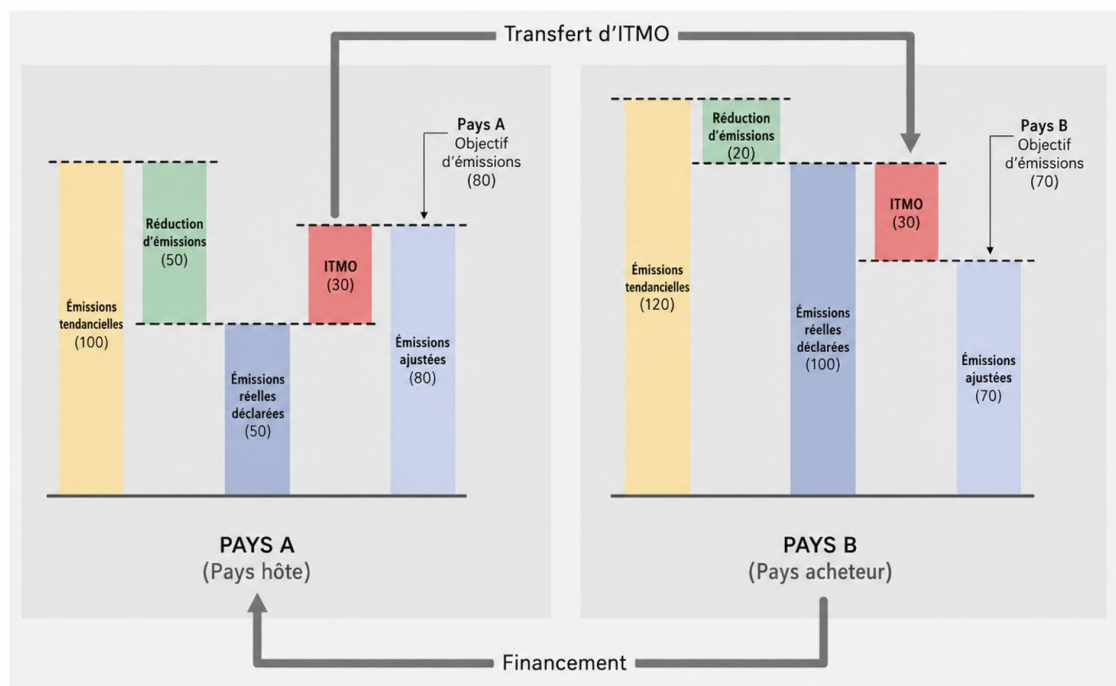 Transfert d'ITMO
Pays A
Objectif
d'émissions
(80)
Réduction
d'émissions
(50)
ITMO
(30)
Émissions
tendancielles
(100)
Émissions
ajustées
(80)
Émissions
réelles
déclarées
(50)
PAYS A
(Pays hôte)
Réduction
d'émissions
(20)
Pays B
Objectif
d'émissions
(70)
ITMO
(30)
Émissions
tendancielles
(120)
Émissions
réelles
déclarées
(100)
Émissions
ajustées
(70)
PAYS B
(Pays acheteur)
Financement